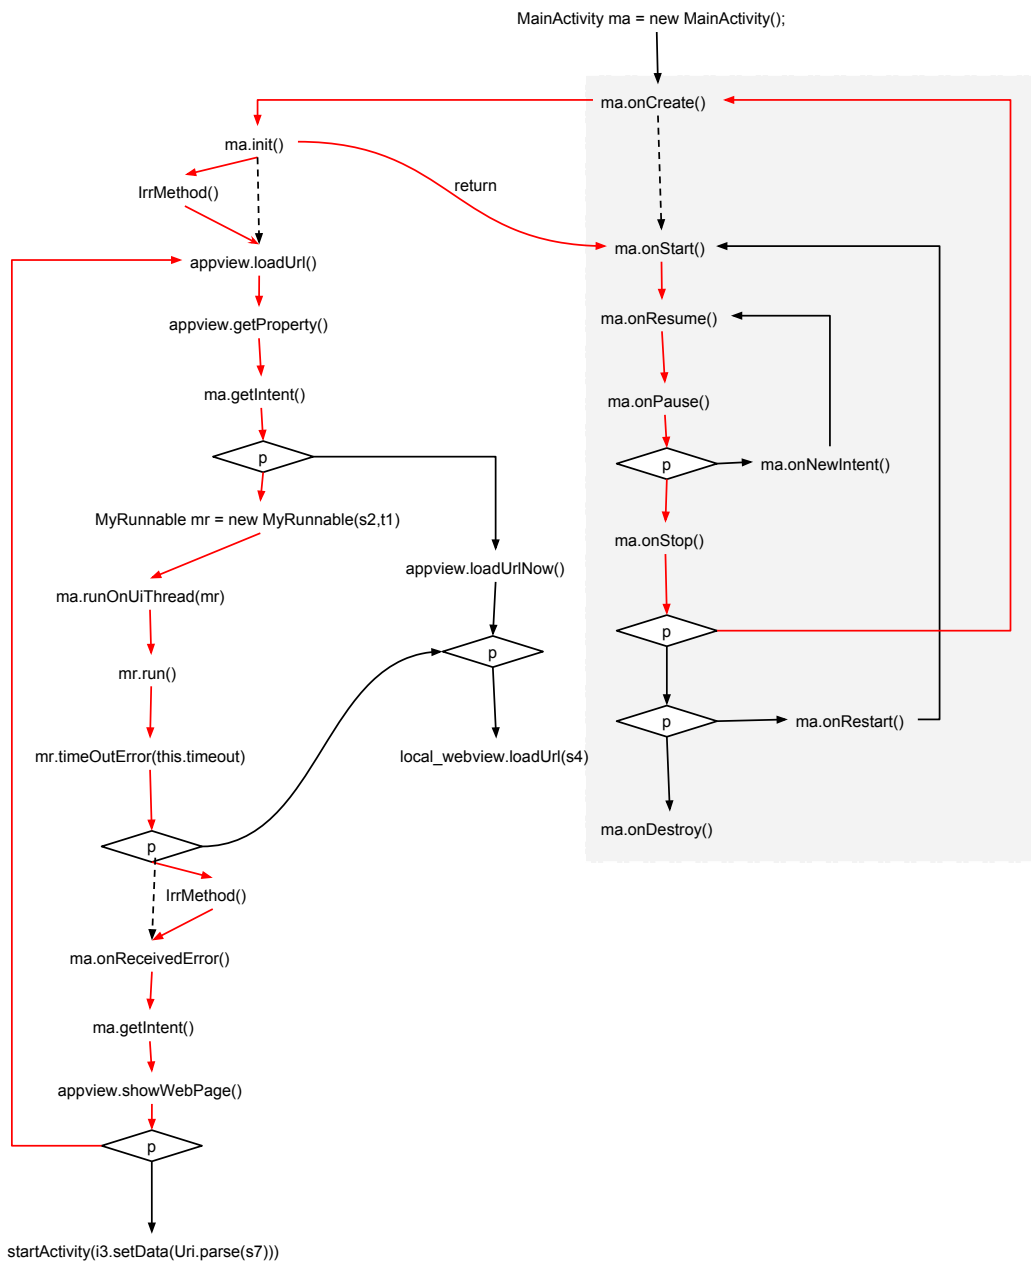 MainActivity ma = new MainActivity();
ma.onCreate()
ma.init()
return
IrrMethod()
ma.onStart()
appview.loadUrl()
ma.onResume()
appview.getProperty()
ma.getIntent()
ma.onPause()
p
p
ma.onNewIntent()
MyRunnable mr = new MyRunnable(s2,t1)
ma.onStop()
appview.loadUrlNow()
ma.runOnUiThread(mr)
p
p
mr.run()
p
ma.onRestart()
mr.timeOutError(this.timeout)
local_webview.loadUrl(s4)
ma.onDestroy()
p
IrrMethod()
ma.onReceivedError()
ma.getIntent()
appview.showWebPage()
p
startActivity(i3.setData(Uri.parse(s7)))